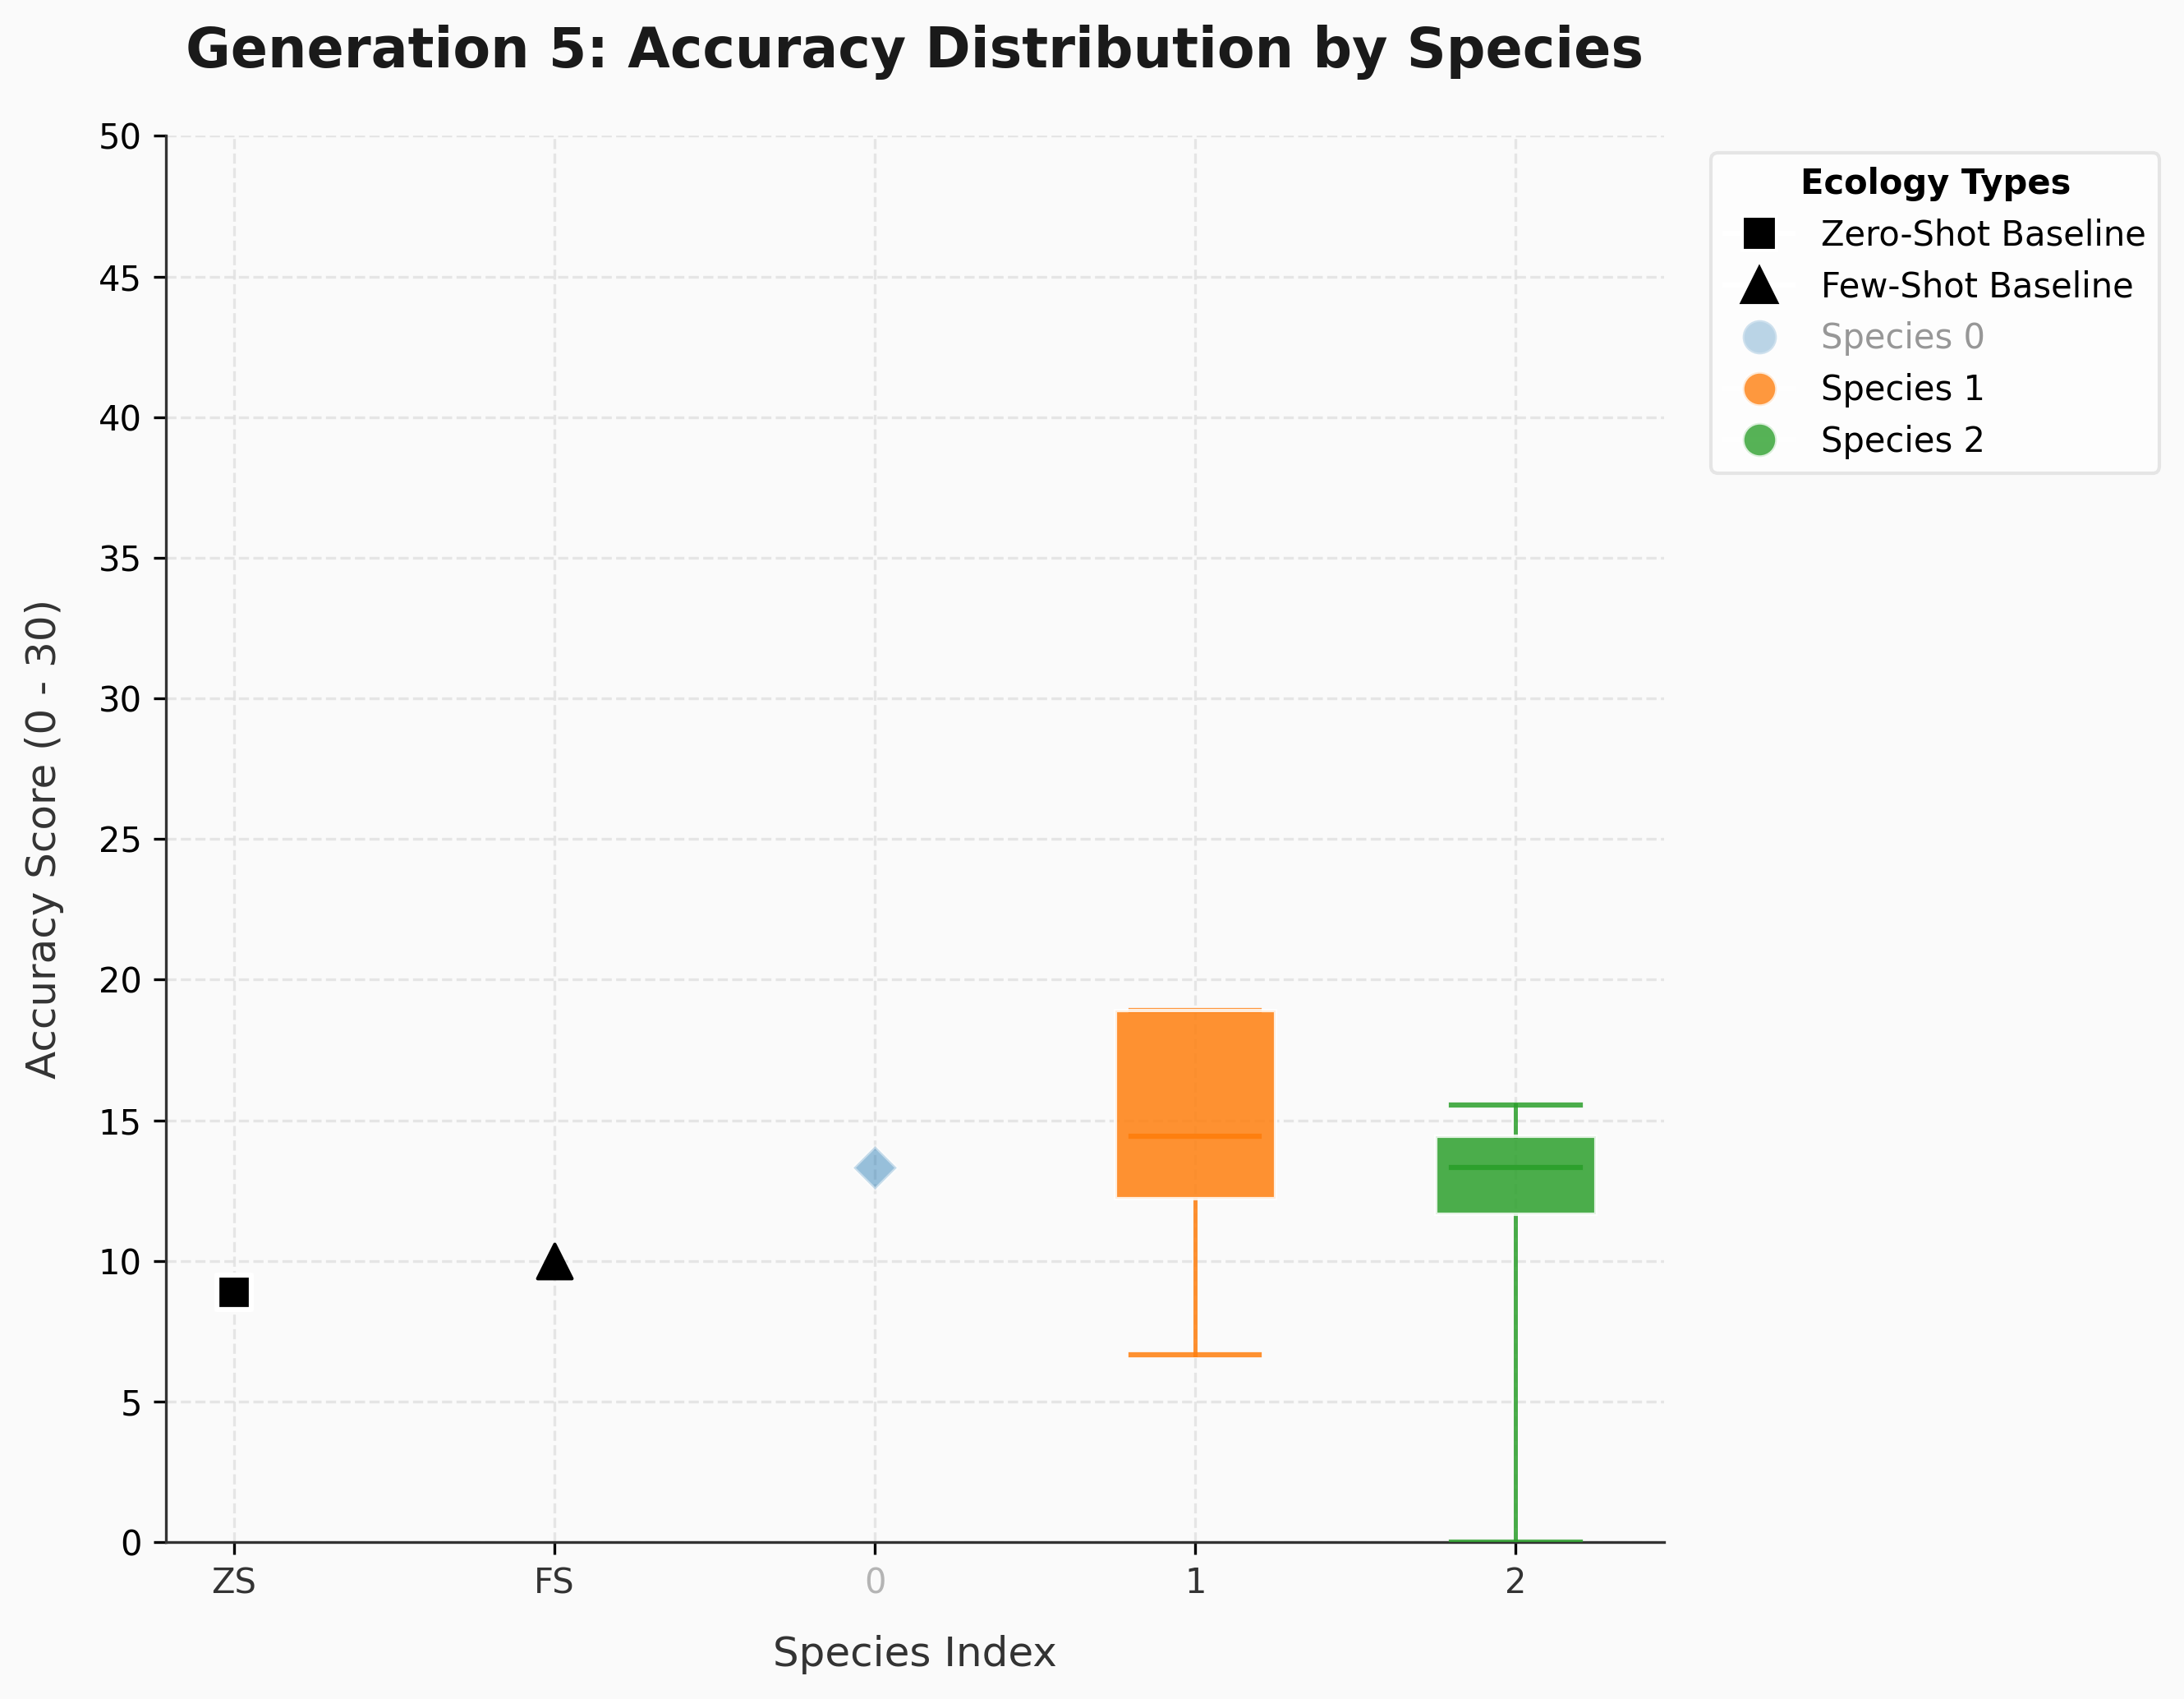 Generation 5: Accuracy Distribution by Species
50
45
40
35
30
25
20
15
10
5
0
Accuracy Score (0 - 30)
ZS
FS
0
1
2
Species Index
Ecology Types
Zero-Shot Baseline
Few-Shot Baseline
Species 0
Species 1
Species 2